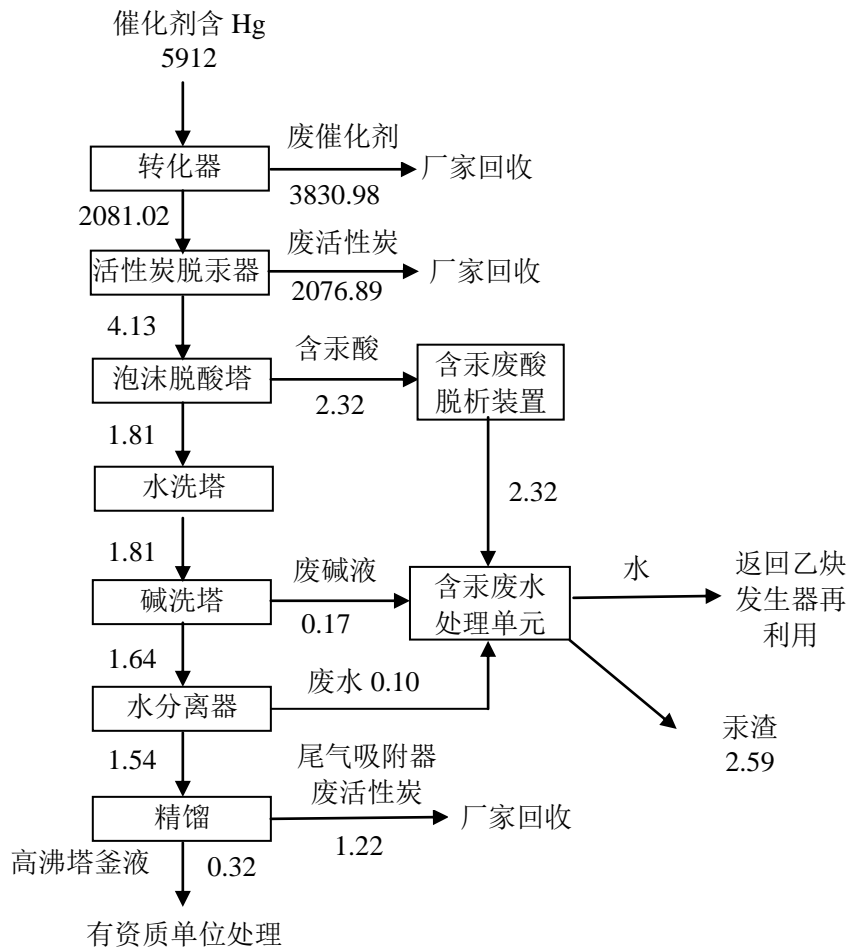 催化剂含 Hg
5912
废催化剂
转化器
厂家回收
3830.98
2081.02
废活性炭
活性炭脱汞器
厂家回收
2076.89
4.13
含汞酸
泡沫脱酸塔
含汞废酸
脱析装置
2.32
1.81
水洗塔
2.32
1.81
废碱液
水
返回乙炔
发生器再
利用
碱洗塔
含汞废水
处理单元
0.17
1.64
废水 0.10
水分离器
汞渣
2.59
1.54
尾气吸附器
废活性炭
精馏
厂家回收
1.22
高沸塔釜液
0.32
有资质单位处理